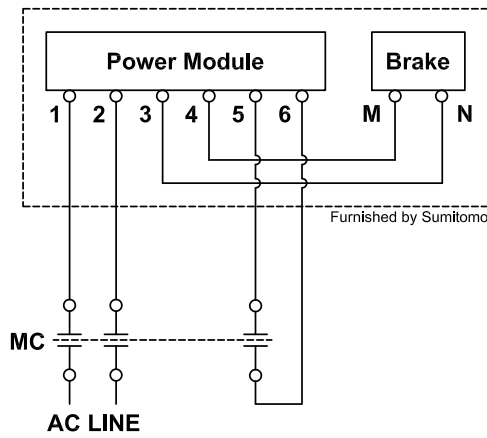 Power Module
Brake
1 2 3 4 5 6 M N
Furnished by Sumitomo
MC
AC LINE